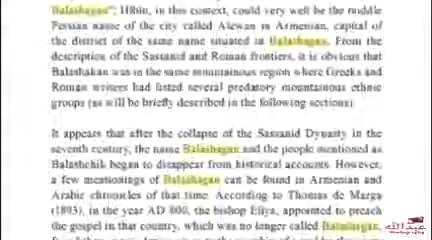 Balashagan"; Hibin, in this context, could very well be the middle
Persian name of the city called Alewan in Armenian, capital of
the district of the same name situated in Balashagan. From the
description of the Sassanid and Roman frontiers, it is obvious that
Balashakan was in the same mountainous region where Greeks and
Roman writers had listed several predatory mountainous ethnic
groups (as will be briefly described in the following sections)
It appears that after the collapse of the Sassanid Dynasty in the
seventh century, the name Balashagan and the people mentioned as
Balashchik began to disappear from historical accounts. However,
a few mentionings of Balashagan can be found in Armenian and
Arabic chronicles of that time. According to Thomas de Marga
(1893), in the year AD 800, the bishop Eliya, appointed to preach
the gospel in that country, which was no longer called Balashagan,
عبدالله